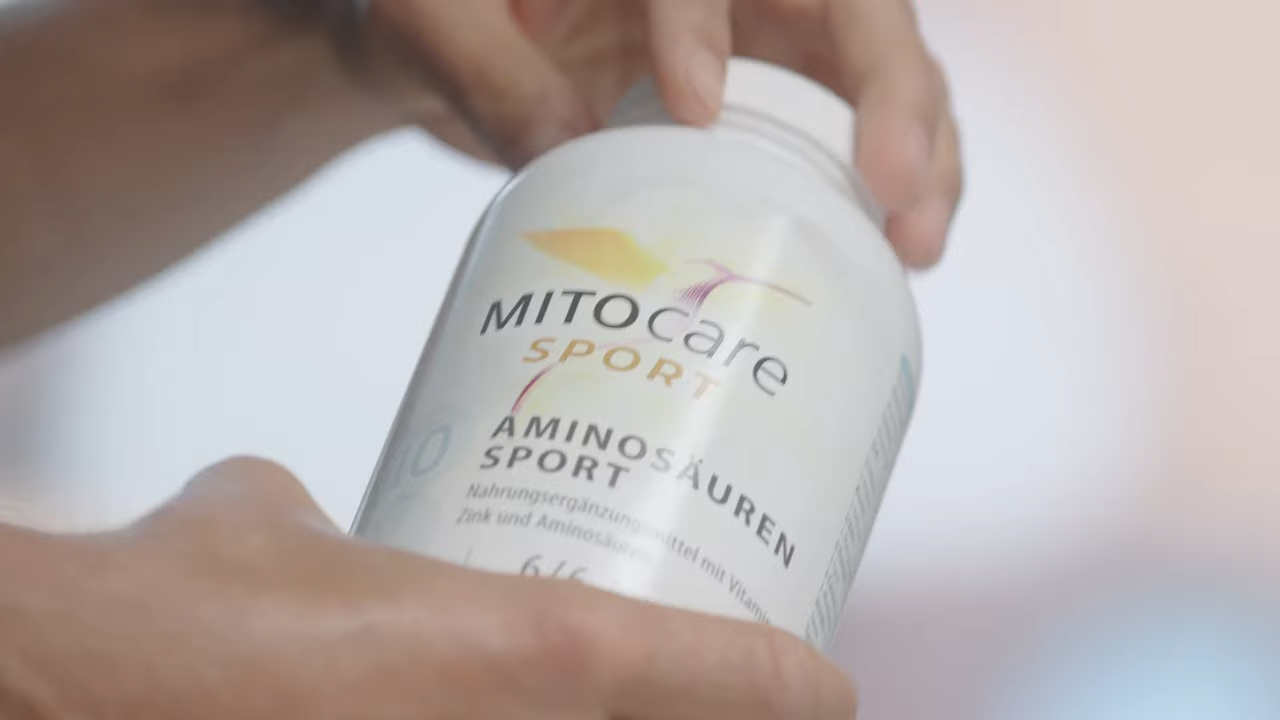 MITOcare
SPORT
AMINOSÄUREN
SPORT
Nahrungsergänzungsmittel mit Vitamin
Zink und Aminosäuren